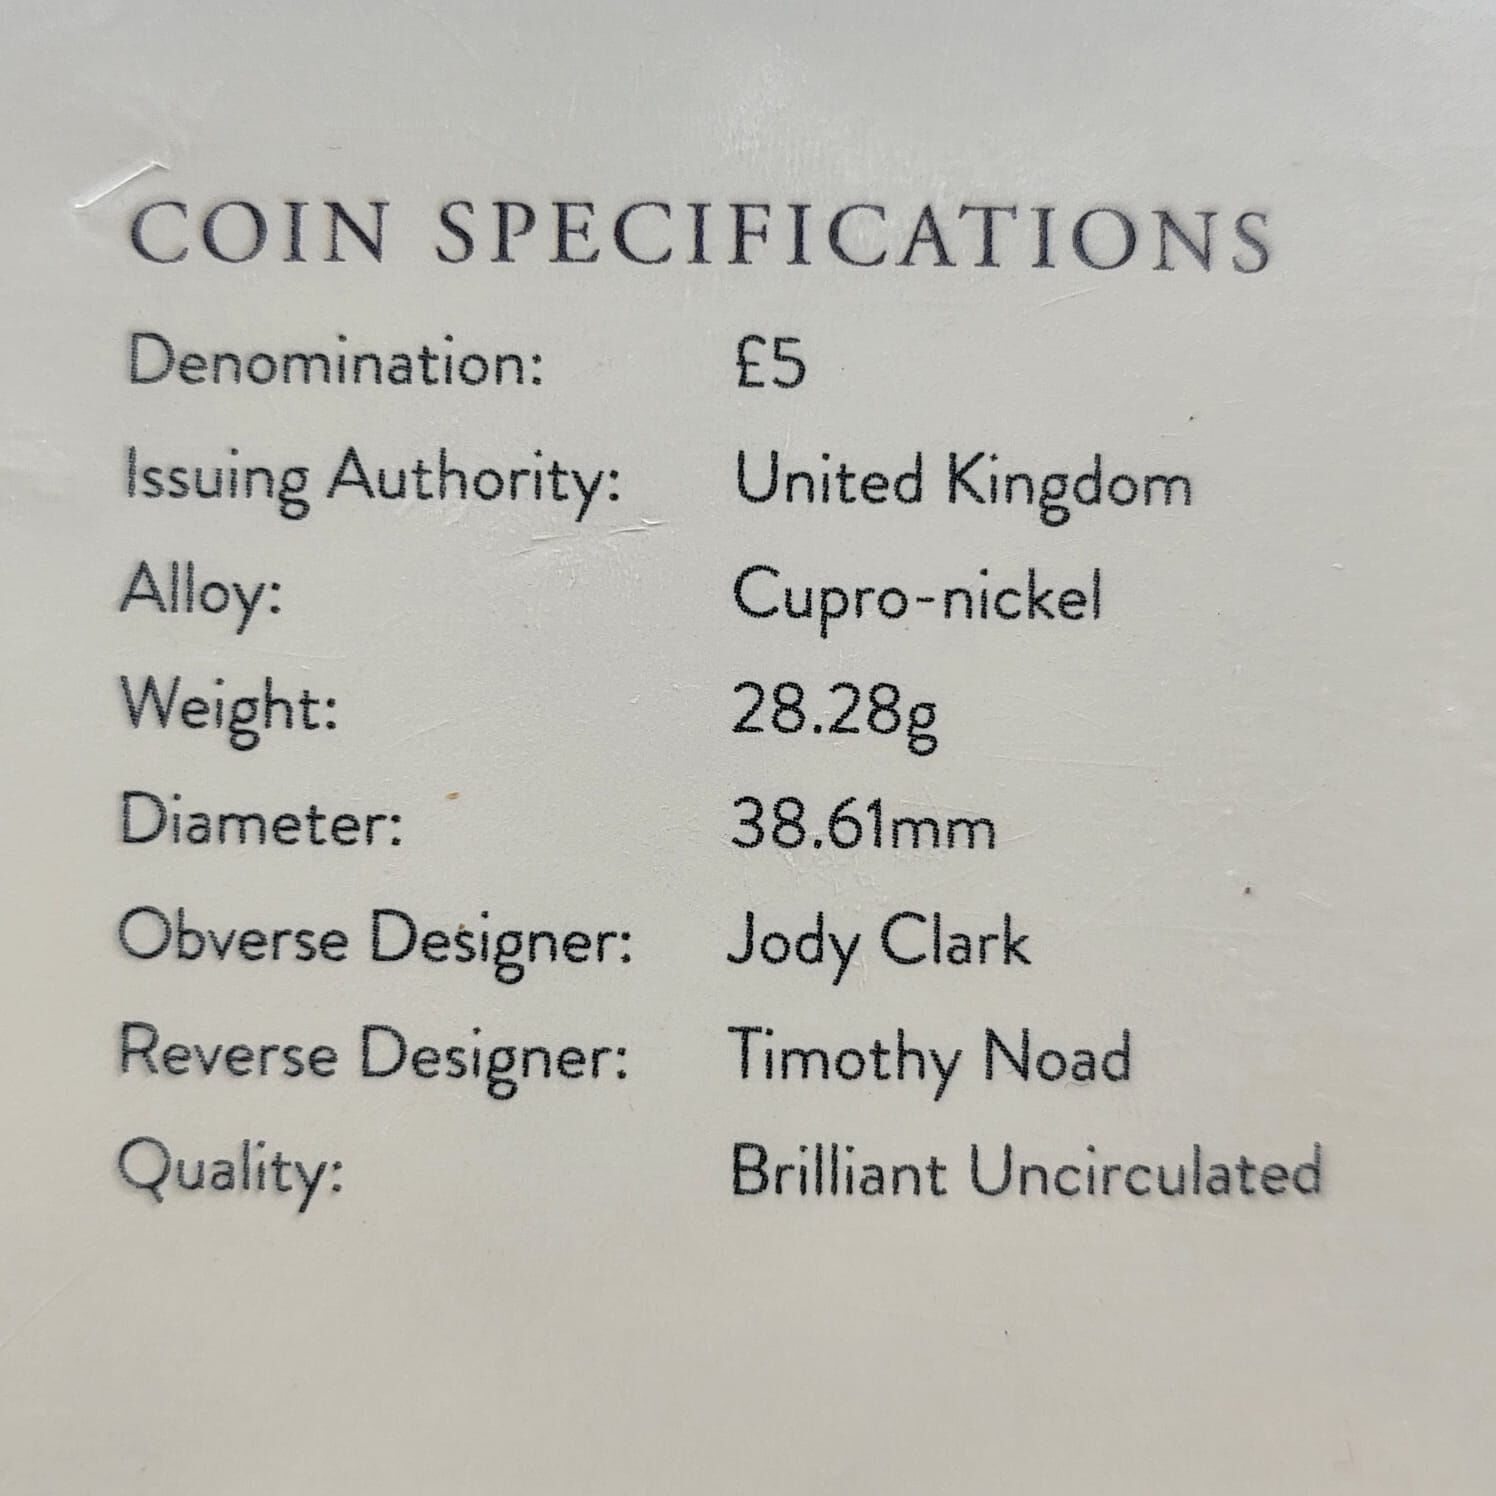 COIN SPECIFICATIONS
Denomination: £5
Issuing Authority: United Kingdom
Alloy: Cupro-nickel
Weight: 28.28g
Diameter: 38.61mm
Obverse Designer: Jody Clark
Reverse Designer: Timothy Noad
Quality: Brilliant Uncirculated